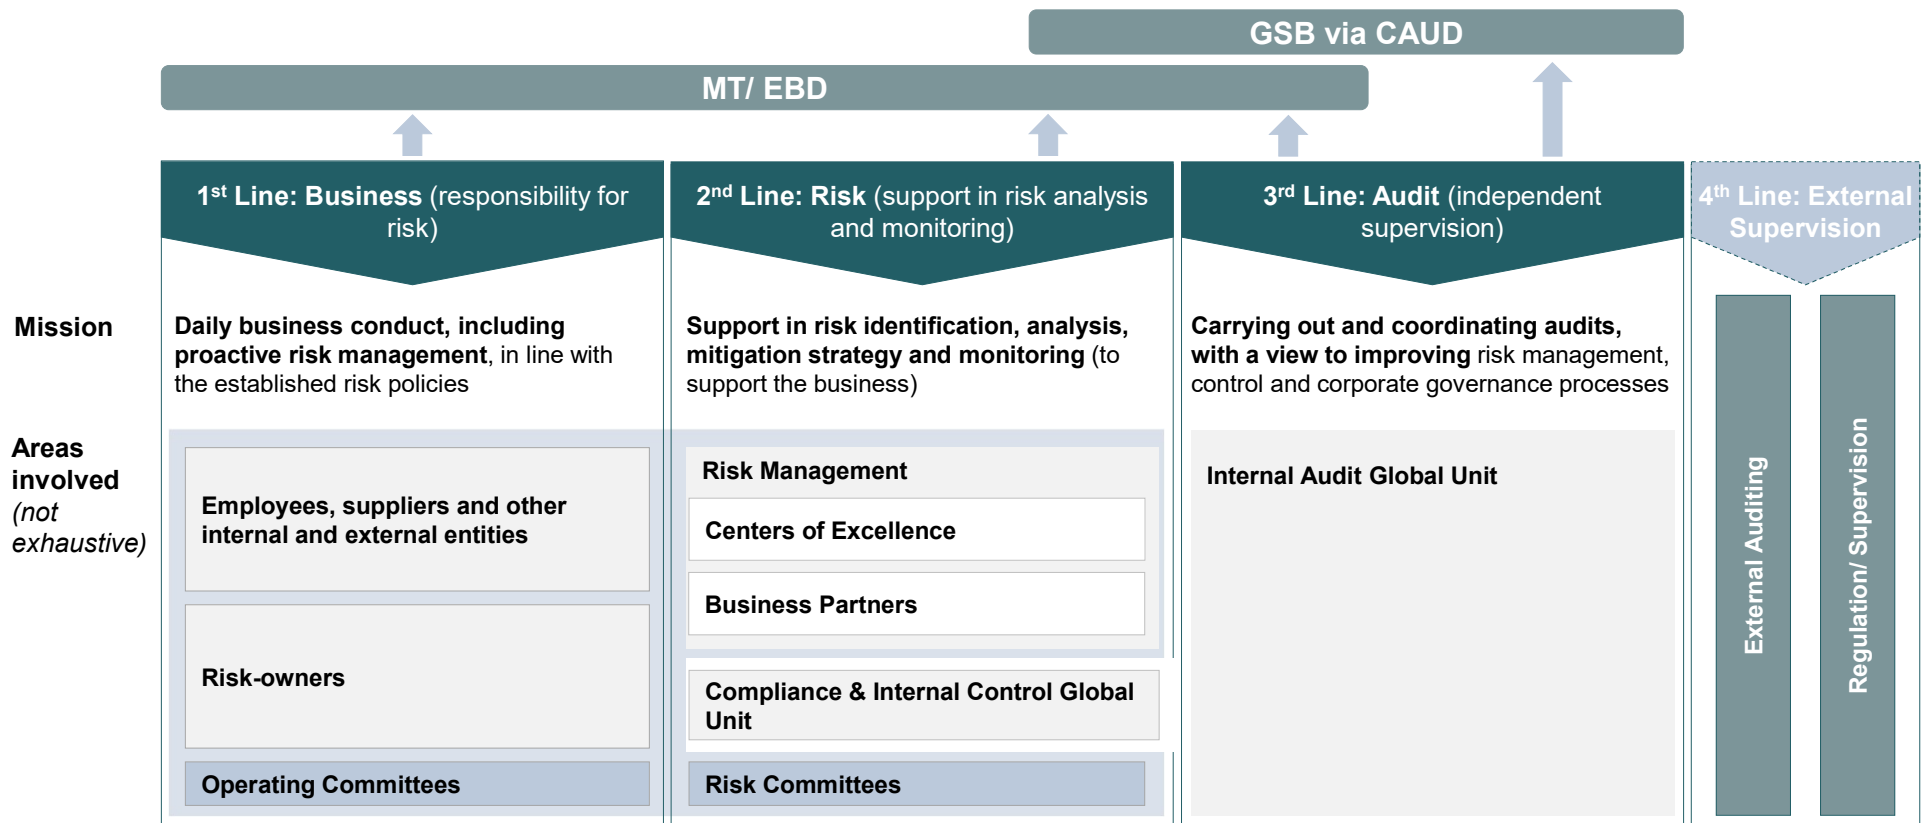 GSB via CAUD
MT/ EBD
1st Line: Business (responsibility for
risk)
2nd Line: Risk (support in risk analysis
and monitoring)
3rd Line: Audit (independent
supervision)
4th Line: External
Supervision
Mission
Daily business conduct, including
proactive risk management, in line with
the established risk policies
Support in risk identification, analysis,
mitigation strategy and monitoring (to
support the business)
Carrying out and coordinating audits,
with a view to improving risk management,
control and corporate governance processes
Areas
involved
(not
exhaustive)
Employees, suppliers and other
internal and external entities
Risk-owners
Operating Committees
Risk Management
Centers of Excellence
Business Partners
Compliance & Internal Control Global
Unit
Risk Committees
Internal Audit Global Unit
External Auditing
Regulation/ Supervision